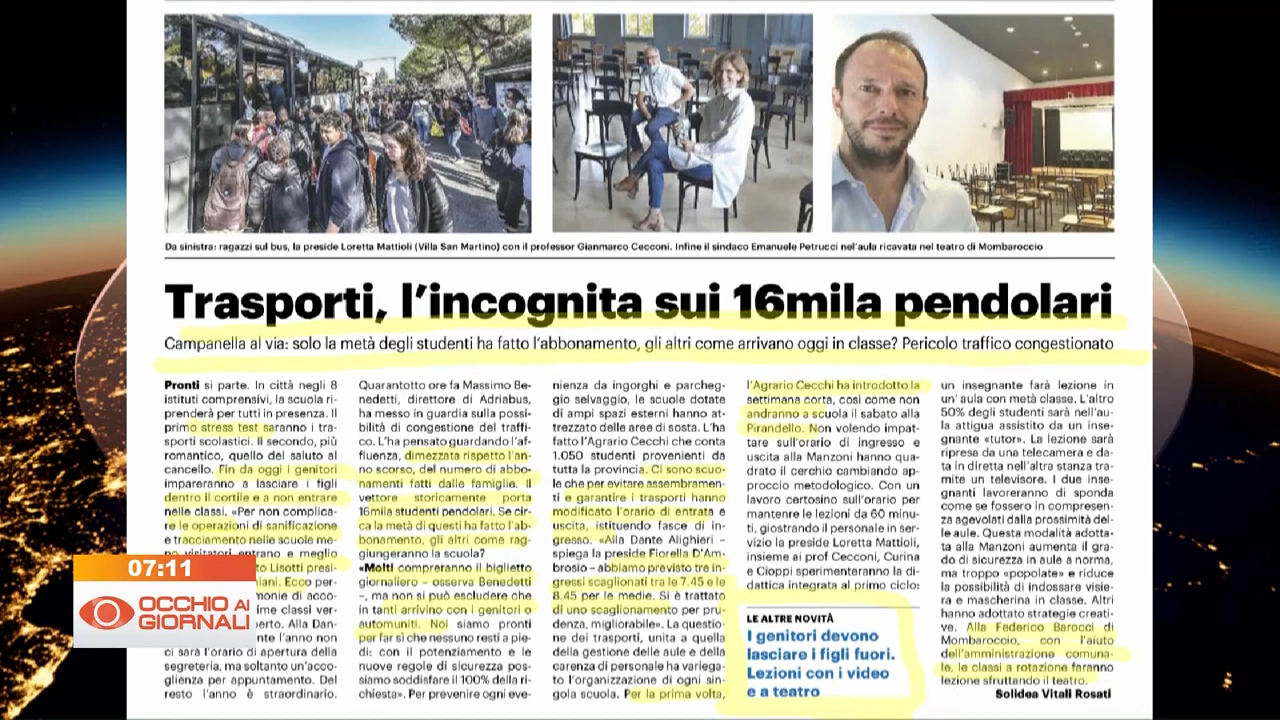 Da sinistra: ragazzi sul bus, la preside Loretta Mattioli (Villa San Martino) con il professor Gianmarco Cecconi. Infine il sindaco Emanuele Petrucci nell'aula ricavata nel teatro di Mombaroccio
Trasporti, l'incognita sui 16mila pendolari
Campanella al via: solo la metà degli studenti ha fatto l'abbonamento, gli altri come arrivano oggi in classe? Pericolo traffico congestionato
Pronti si parte. In città negli 8
istituti comprensivi, la scuola ri-
prenderà per tutti in presenza. Il
primo stress test saranno i tra-
sporti scolastici. Il secondo, più
romantico, quello del saluto al
cancello. Fin da oggi i genitori
impareranno a lasciare i figli
dentro il cortile e a non entrare
nelle classi. «Per non complica-
re le operazioni di sanificazione
e tracciamento nelle scuole me-
no visitatori entrano e meglio
to Lisotti presi-
niani. Ecco per-
monie di acco-
ime classi ver-
perto. Alla Dan-
nte l'anno non
ci sarà l'orario di apertura della
segreteria, ma soltanto un'acco-
glienza per appuntamento. Del
resto l'anno è straordinario.
Quarantotto ore fa Massimo Be-
nedetti, direttore di Adriabus,
ha messo in guardia sulla possi-
bilità di congestione del traffi-
co. L'ha pensato guardando l'af-
fluenza, dimezzata rispetto l'an-
no scorso, del numero di abbo-
namenti fatti dalle famiglie. Il
vettore storicamente porta
16mila studenti pendolari. Se cir-
ca la metà di questi ha fatto l'ab-
bonamento, gli altri come rag-
giungeranno la scuola?
«Molti compreranno il biglietto
giornaliero – osserva Benedetti
–, ma non si può escludere che
in tanti arrivino con i genitori o
automuniti. Noi siamo pronti
per far sì che nessuno resti a pie-
di: con il potenziamento e le
nuove regole di sicurezza pos-
siamo soddisfare il 100% della ri-
chiesta». Per prevenire ogni eve-
nienza da ingorghi e parcheg-
gio selvaggio, le scuole dotate
di ampi spazi esterni hanno at-
trezzato delle aree di sosta. L'ha
fatto l'Agrario Cecchi che conta
1.050 studenti provenienti da
tutta la provincia. Ci sono scuo-
le che per evitare assembramen-
ti e garantire i trasporti hanno
modificato l'orario di entrata e
uscita, istituendo fasce di in-
gresso. «Alla Dante Alighieri –
spiega la preside Fiorella D'Am-
brosio – abbiamo previsto tre in-
gressi scaglionati tra le 7.45 e le
8.45 per le medie. Si è trattato
di uno scaglionamento per pru-
denza, migliorabile». La questio-
ne dei trasporti, unita a quella
della gestione delle aule e della
carenza di personale ha variega-
to l'organizzazione di ogni sin-
gola scuola. Per la prima volta,
l'Agrario Cecchi ha introdotto la
settimana corta, così come non
andranno a scuola il sabato alla
Pirandello. Non volendo impat-
tare sull'orario di ingresso e
uscita alla Manzoni hanno qua-
drato il cerchio cambiando ap-
proccio metodologico. Con un
lavoro certosino sull'orario per
mantenre le lezioni da 60 minu-
ti, giostrando il personale in ser-
vizio la preside Loretta Mattioli,
insieme ai prof Cecconi, Curina
e Cioppi sperimenteranno la di-
dattica integrata al primo ciclo:
LE ALTRE NOVITÀ
I genitori devono
lasciare i figli fuori.
Lezioni con i video
e a teatro
un insegnante farà lezione in
un' aula con metà classe. L'altro
50% degli studenti sarà nell'au-
la attigua assistito da un inse-
gnante «tutor». La lezione sarà
ripresa da una telecamera e da-
ta in diretta nell'altra stanza tra-
mite un televisore. I due inse-
gnanti lavoreranno di sponda
come se fossero in compresen-
za agevolati dalla prossimità del-
le aule. Questa modalità adotta-
ta alla Manzoni aumenta il gra-
do di sicurezza in aule a norma,
ma troppo «popolate» e riduce
la possibilità di indossare visie-
ra e mascherina in classe. Altri
hanno adottato strategie creati-
ve. Alla Federico Barocci di
Mombaroccio, con l'aiuto
dell'amministrazione comuna-
le, le classi a rotazione faranno
lezione sfruttando il teatro.
Solidea Vitali Rosati
07:11
OCCHIO AI
GIORNALI